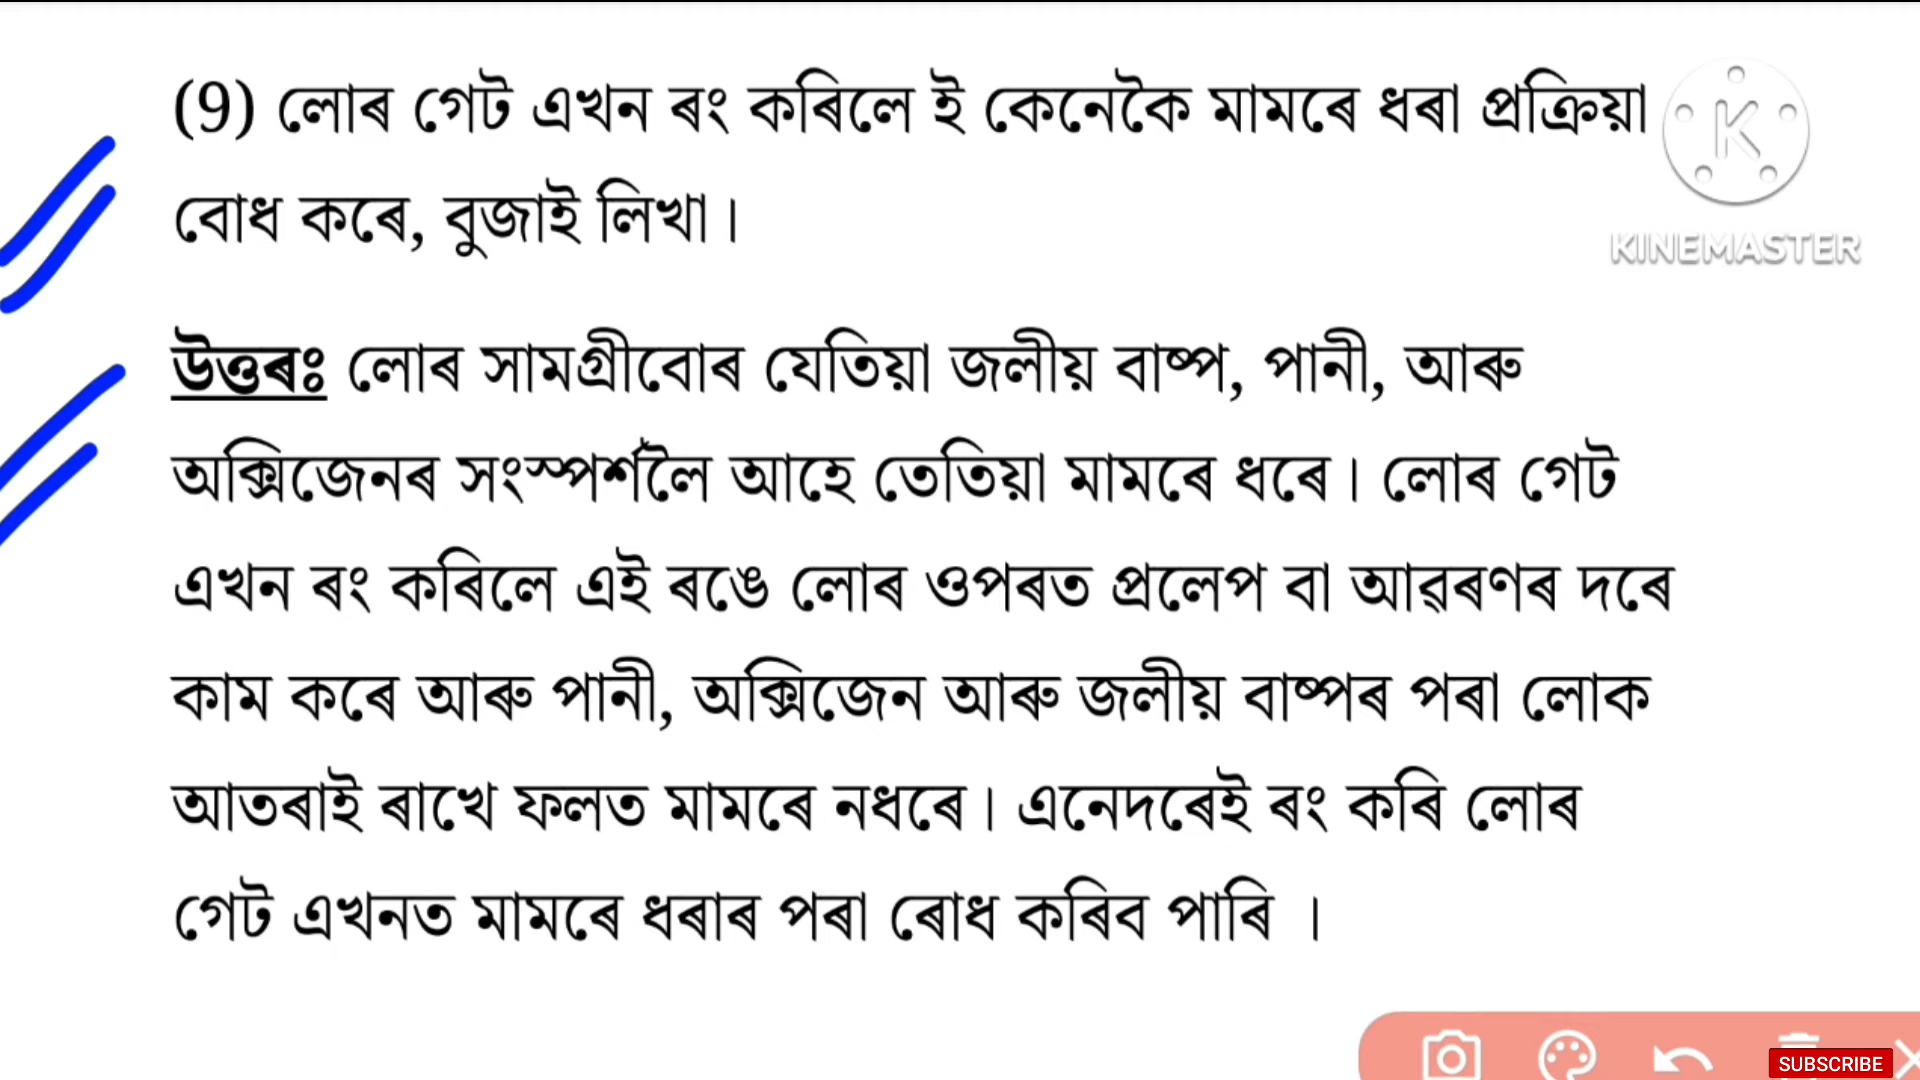 (9) লোৰ গেট এখন ৰং কৰিলে ই কেনেকৈ মামৰে ধৰা প্ৰক্ৰিয়া
বোধ কৰে, বুজাই লিখা।
উত্তৰঃ লোৰ সামগ্ৰীবোৰ যেতিয়া জলীয় বাষ্প, পানী, আৰু
অক্সিজেনৰ সংস্পৰ্শলৈ আহে তেতিয়া মামৰে ধৰে। লোৰ গেট
এখন ৰং কৰিলে এই ৰঙে লোৰ ওপৰত প্ৰলেপ বা আৱৰণৰ দৰে
কাম কৰে আৰু পানী, অক্সিজেন আৰু জলীয় বাষ্পৰ পৰা লোক
আতৰাই ৰাখে ফলত মামৰে নধৰে। এনেদৰেই ৰং কৰি লোৰ
গেট এখনত মামৰে ধৰাৰ পৰা ৰোধ কৰিব পাৰি ।
K
KINEMASTER
SUBSCRIBE